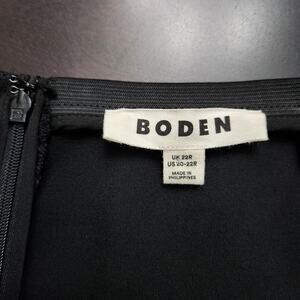 BODEN
UK 22R
US 20-22R
MADE IN
PHILIPPINES